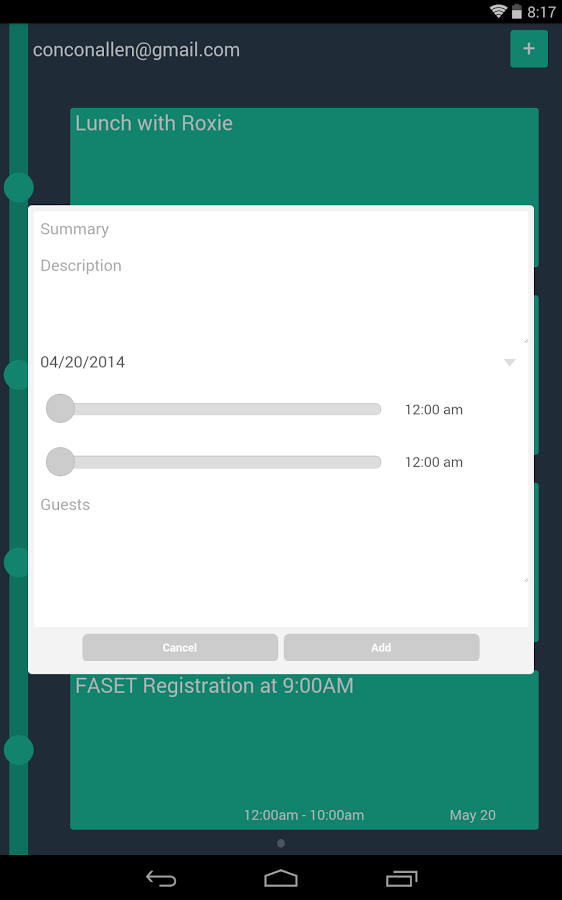 8:17
conconallen@gmail.com
+
Lunch with Roxie
Summary
Description
04/20/2014
12:00 am
12:00 am
Guests
Cancel Add
FASET Registration at 9:00AM
12:00am - 10:00am May 20